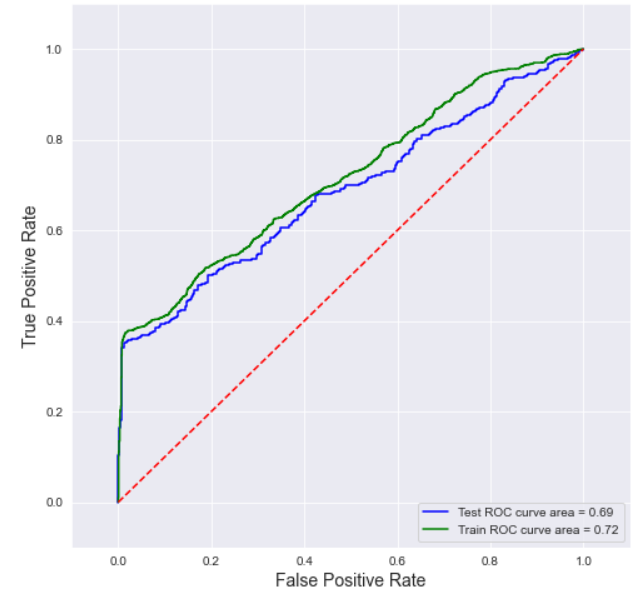 1.0
0.8
0.6
0.4
0.2
0.0
True Positive Rate
Test ROC curve area = 0.69
Train ROC curve area = 0.72
0.0 0.2 0.4 0.6 0.8 1.0
False Positive Rate